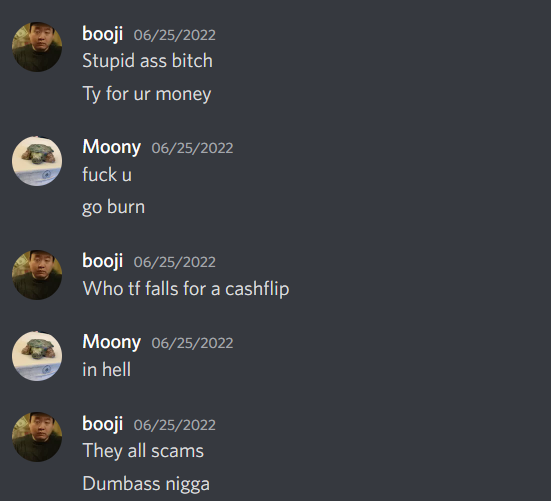 booji 06/25/2022
Stupid ass bitch
Ty for ur money
Moony 06/25/2022
fuck u
go burn
booji 06/25/2022
Who tf falls for a cashflip
Moony 06/25/2022
in hell
booji 06/25/2022
They all scams
Dumbass nigga